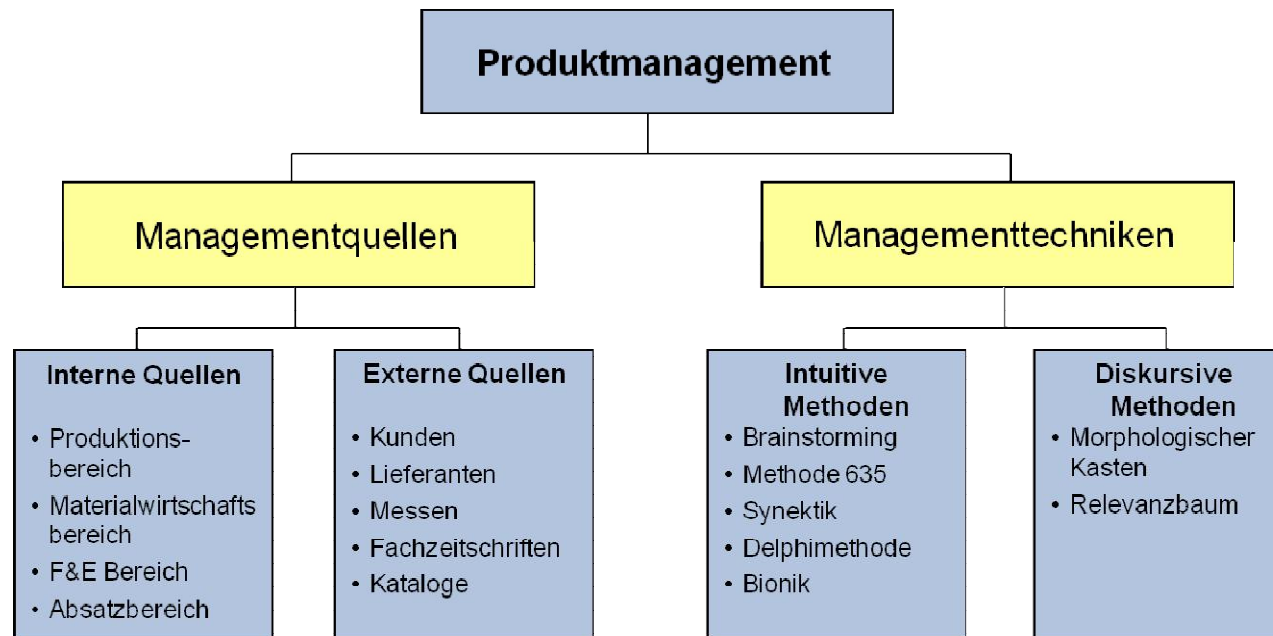 Produktmanagement
Managementquellen
Managementtechniken
Interne Quellen
• Produktions-
bereich
• Materialwirtschafts
bereich
• F&E Bereich
• Absatzbereich
Externe Quellen
• Kunden
• Lieferanten
• Messen
• Fachzeitschriften
• Kataloge
Intuitive
Methoden
• Brainstorming
• Methode 635
• Synektik
• Delphimethode
• Bionik
Diskursive
Methoden
• Morphologischer
Kasten
• Relevanzbaum